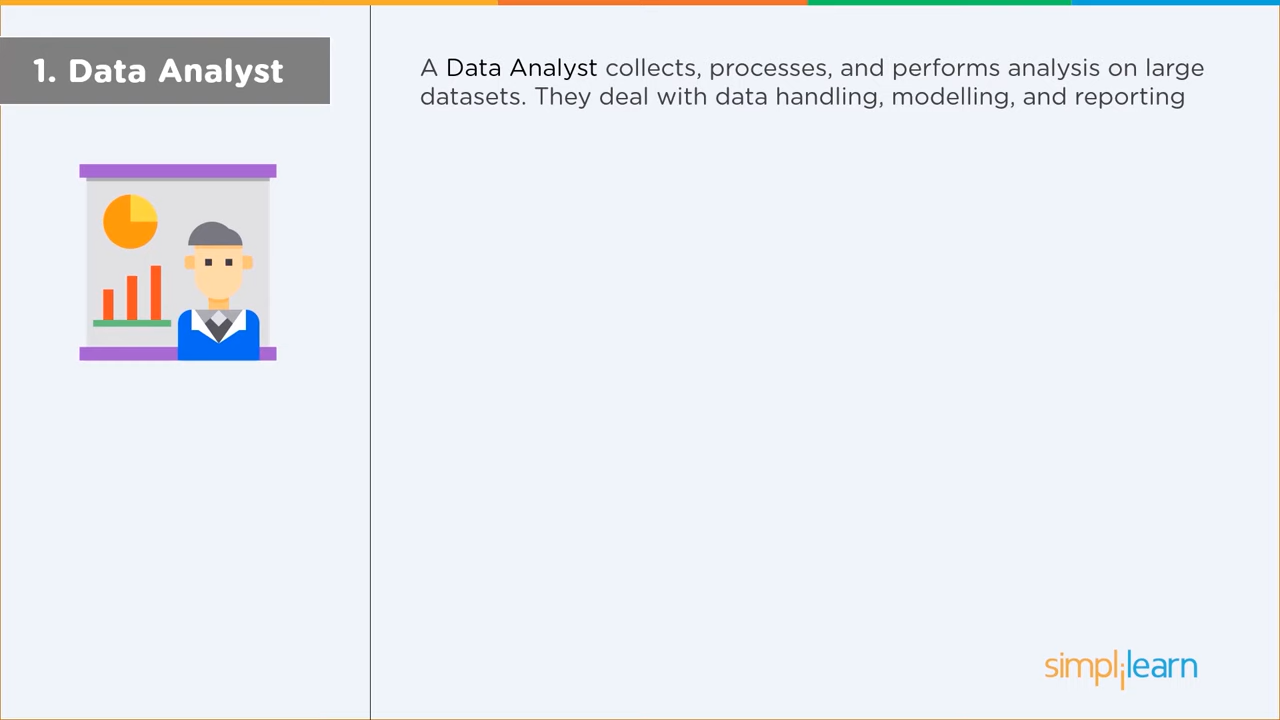 1. Data Analyst
A Data Analyst collects, processes, and performs analysis on large
datasets. They deal with data handling, modelling, and reporting
simplilearn